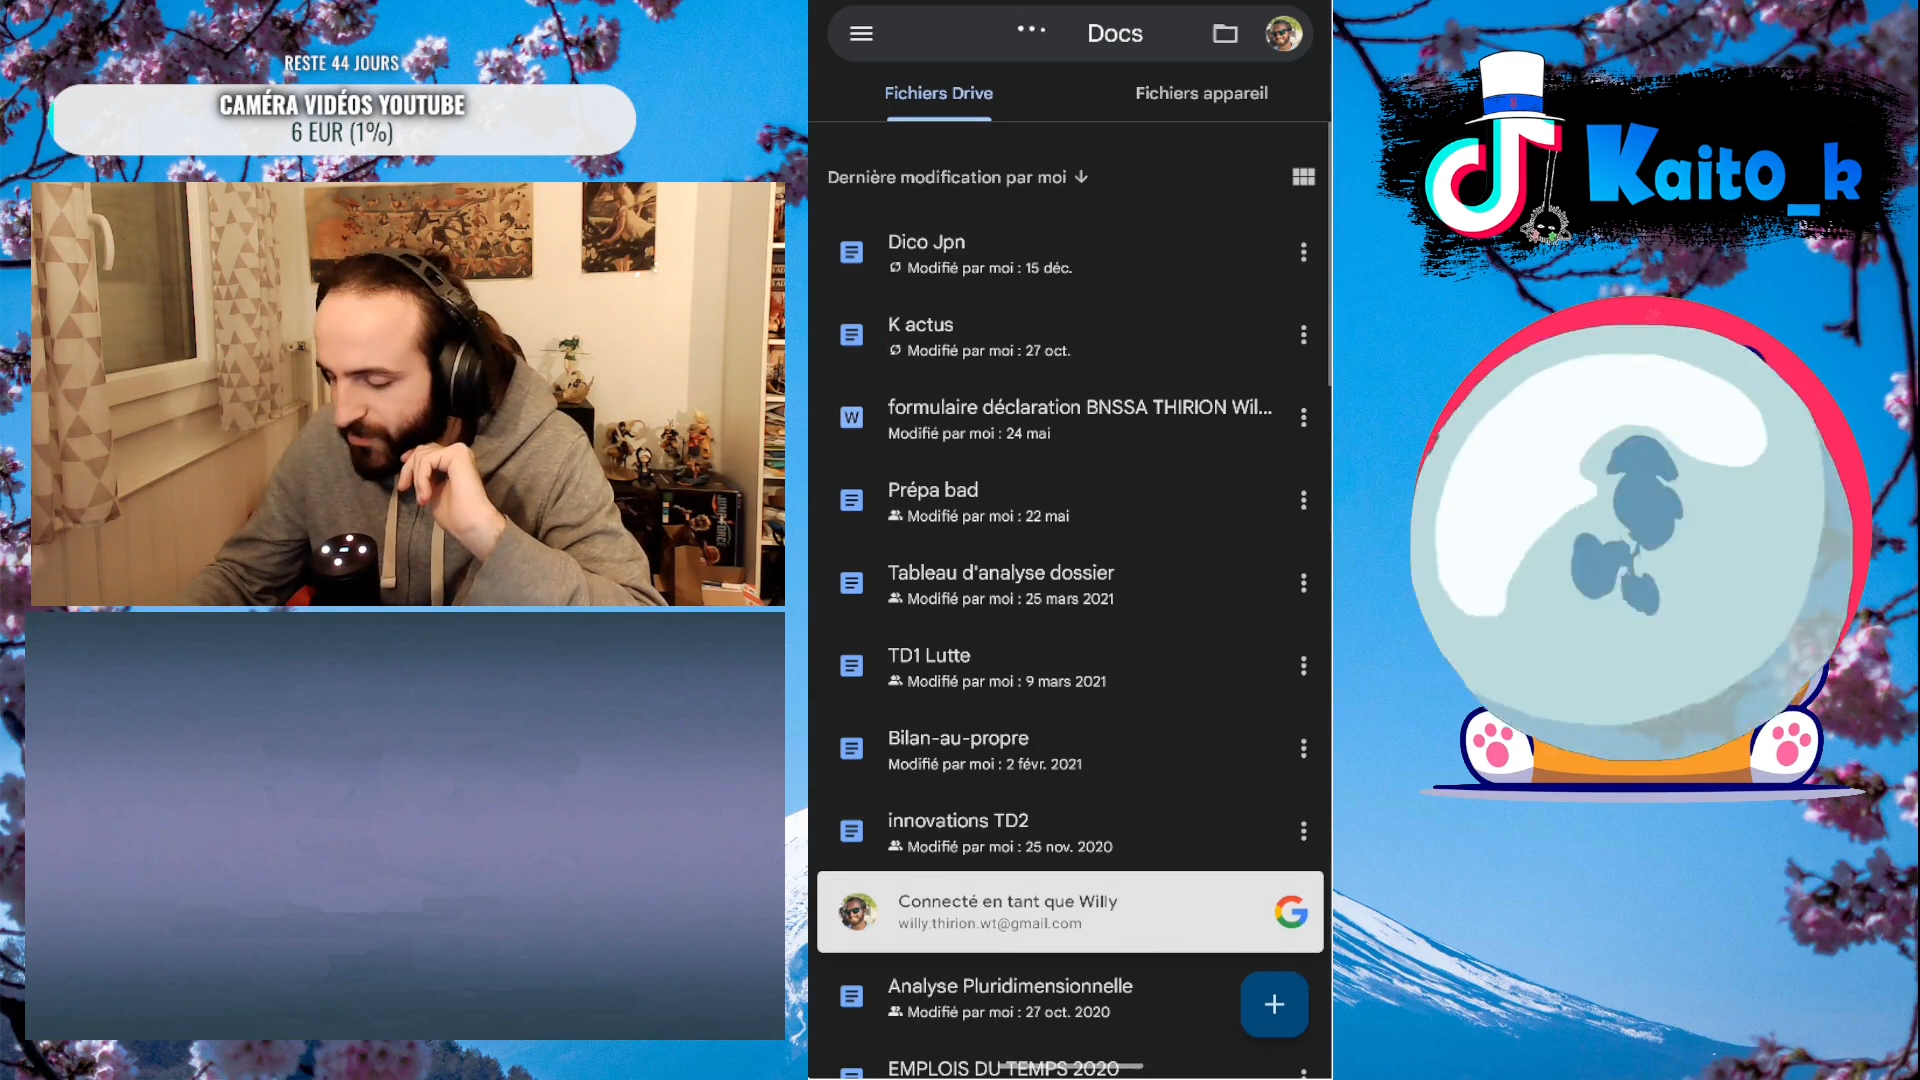 RESTE 44 JOURS
CAMÉRA VIDÉOS YOUTUBE
6 EUR (1%)
Docs
Fichiers Drive
Fichiers appareil
Dernière modification par moi
Dico Jpn
Modifié par moi : 15 déc.
K actus
Modifié par moi : 27 oct.
W
formulaire déclaration BNSSA THIRION Wil...
Modifié par moi : 24 mai
Prépa bad
Modifié par moi : 22 mai
Tableau d'analyse dossier
Modifié par moi : 25 mars 2021
TD1 Lutte
Modifié par moi : 9 mars 2021
Bilan-au-propre
Modifié par moi : 2 févr. 2021
innovations TD2
Modifié par moi : 25 nov. 2020
Connecté en tant que Willy
willy.thirion.wt@gmail.com
Analyse Pluridimensionnelle
Modifié par moi : 27 oct. 2020
EMPLOIS DU TEMPS 2020
Kaito_k
JUMP FORCE